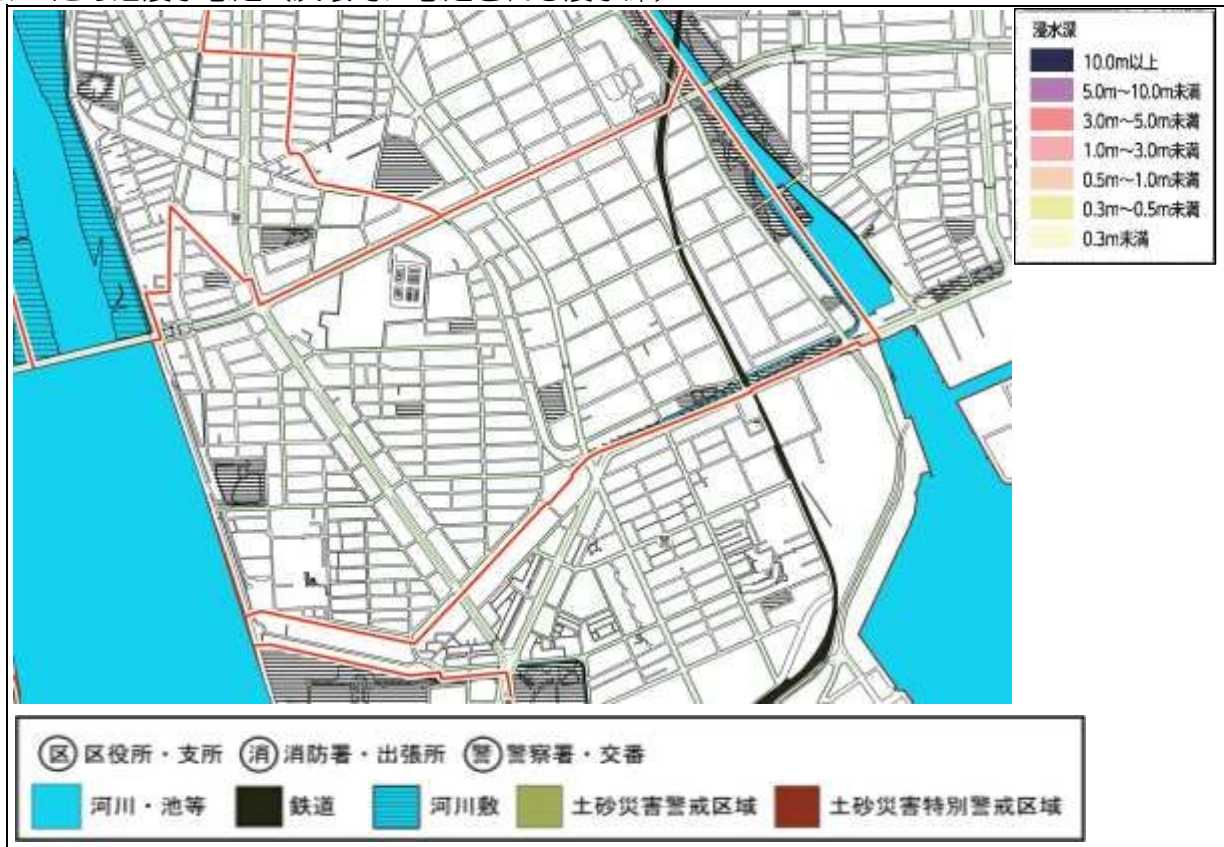 浸水深
10.0m以上
5.0m～10.0m未満
3.0m～5.0m未満
1.0m～3.0m未満
0.5m～1.0m未満
0.3m～0.5m未満
0.3m未満
区 区役所・支所 消 消防署・出張所 警 警察署・交番
河川・池等 鉄道 河川敷 土砂災害警戒区域 土砂災害特別警戒区域